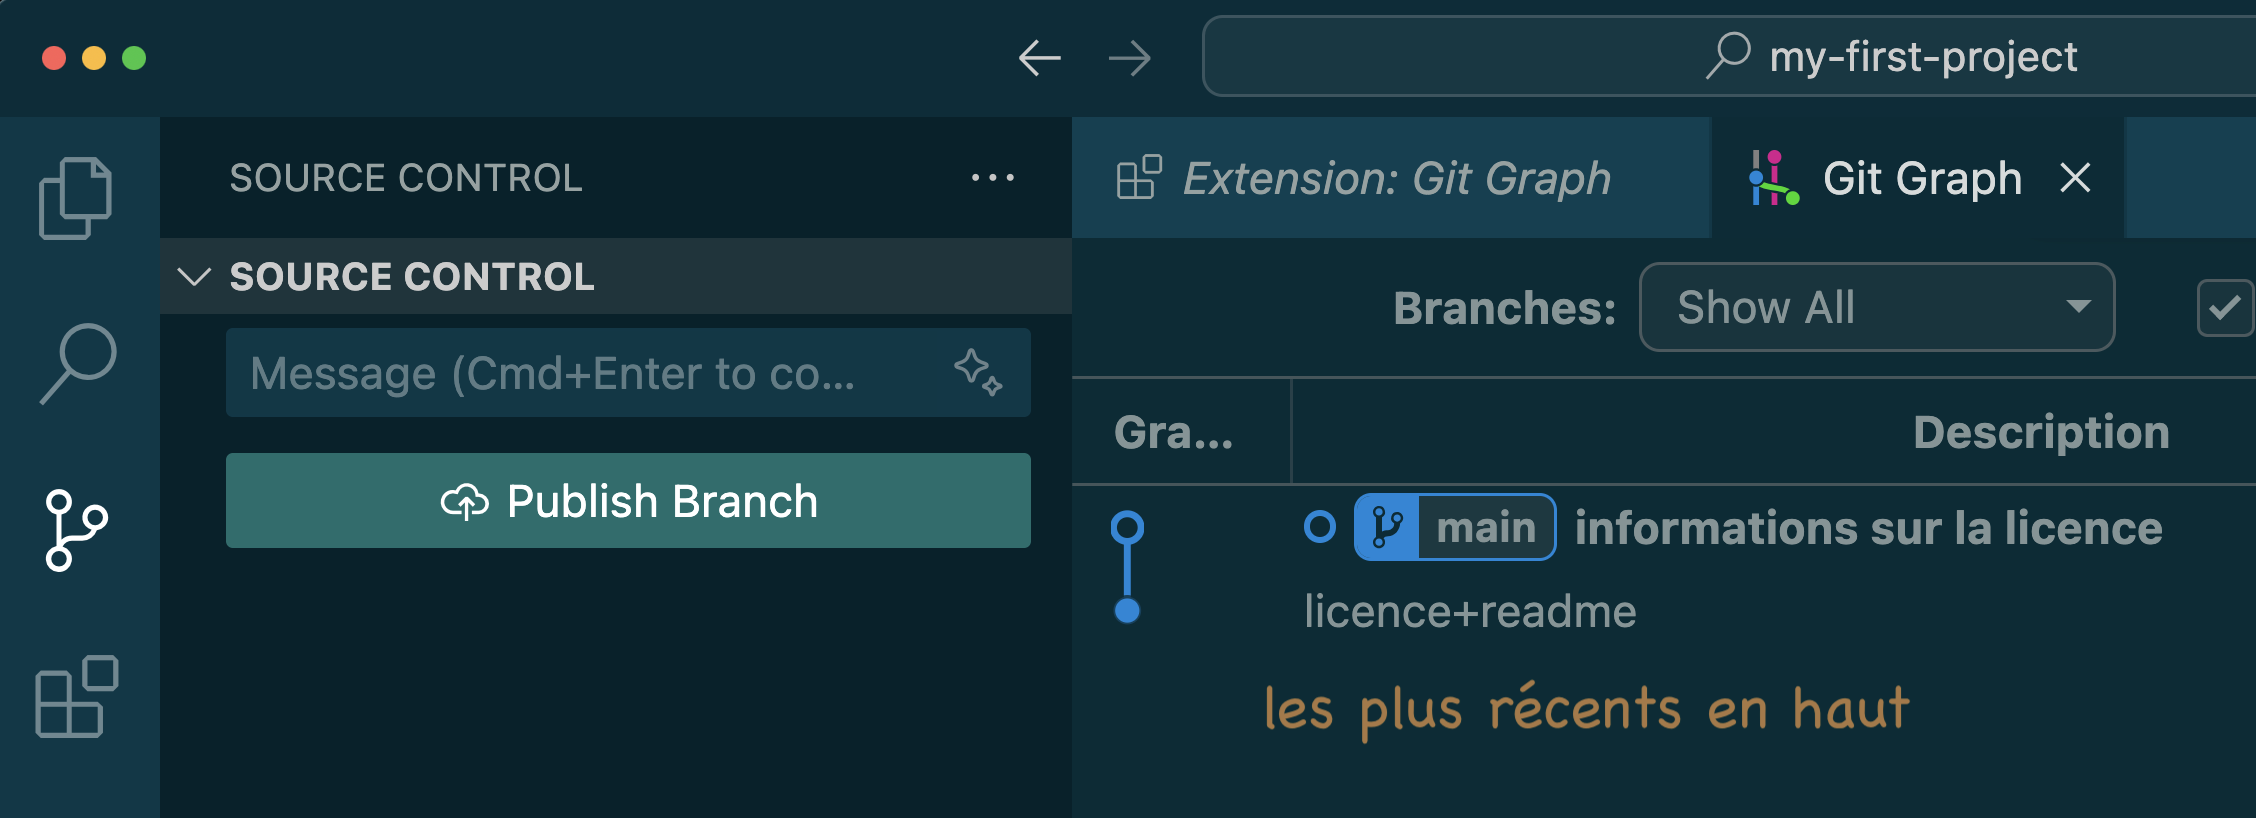 my-first-project
SOURCE CONTROL
Extension: Git Graph
Git Graph
SOURCE CONTROL
Branches: Show All
Message (Cmd+Enter to co...
Gra... Description
Publish Branch
main informations sur la licence
licence+readme
les plus récents en haut